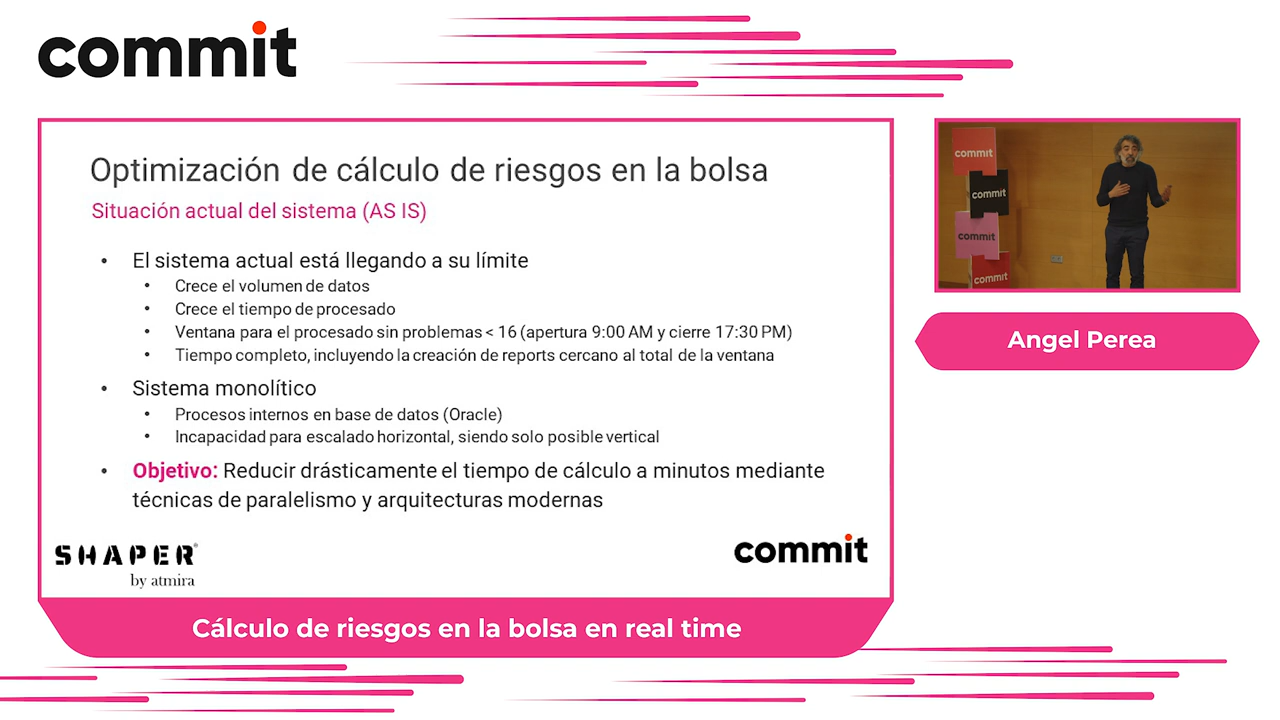 commit
Optimización de cálculo de riesgos en la bolsa
Situación actual del sistema (AS IS)
• El sistema actual está llegando a su límite
• Crece el volumen de datos
• Crece el tiempo de procesado
• Ventana para el procesado sin problemas < 16 (apertura 9:00 AM y cierre 17:30 PM)
• Tiempo completo, incluyendo la creación de reports cercano al total de la ventana
• Sistema monolítico
• Procesos internos en base de datos (Oracle)
• Incapacidad para escalado horizontal, siendo solo posible vertical
• Objetivo: Reducir drásticamente el tiempo de cálculo a minutos mediante
técnicas de paralelismo y arquitecturas modernas
SHAPER
by atmira
commit
Cálculo de riesgos en la bolsa en real time
commit
commit
commit
commit
Angel Perea